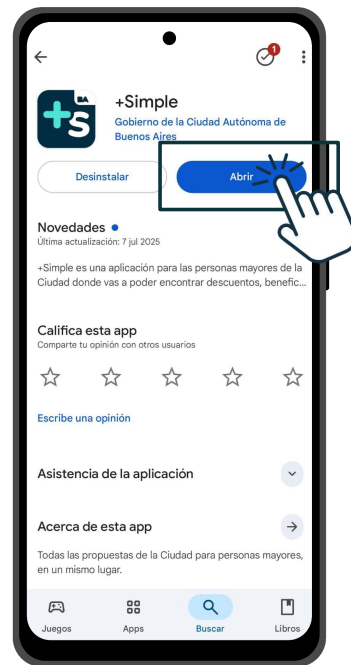 1
BA
+s
+Simple
Gobierno de la Ciudad Autónoma de
Buenos Aires
Desinstalar
Abrir
Novedades
Última actualización: 7 jul 2025
+Simple es una aplicación para las personas mayores de la
Ciudad donde vas a poder encontrar descuentos, benefic...
Califica esta app
Comparte tu opinión con otros usuarios
Escribe una opinión
Asistencia de la aplicación
Acerca de esta app
Todas las propuestas de la Ciudad para personas mayores,
en un mismo lugar.
Juegos
Apps
Buscar
Libros